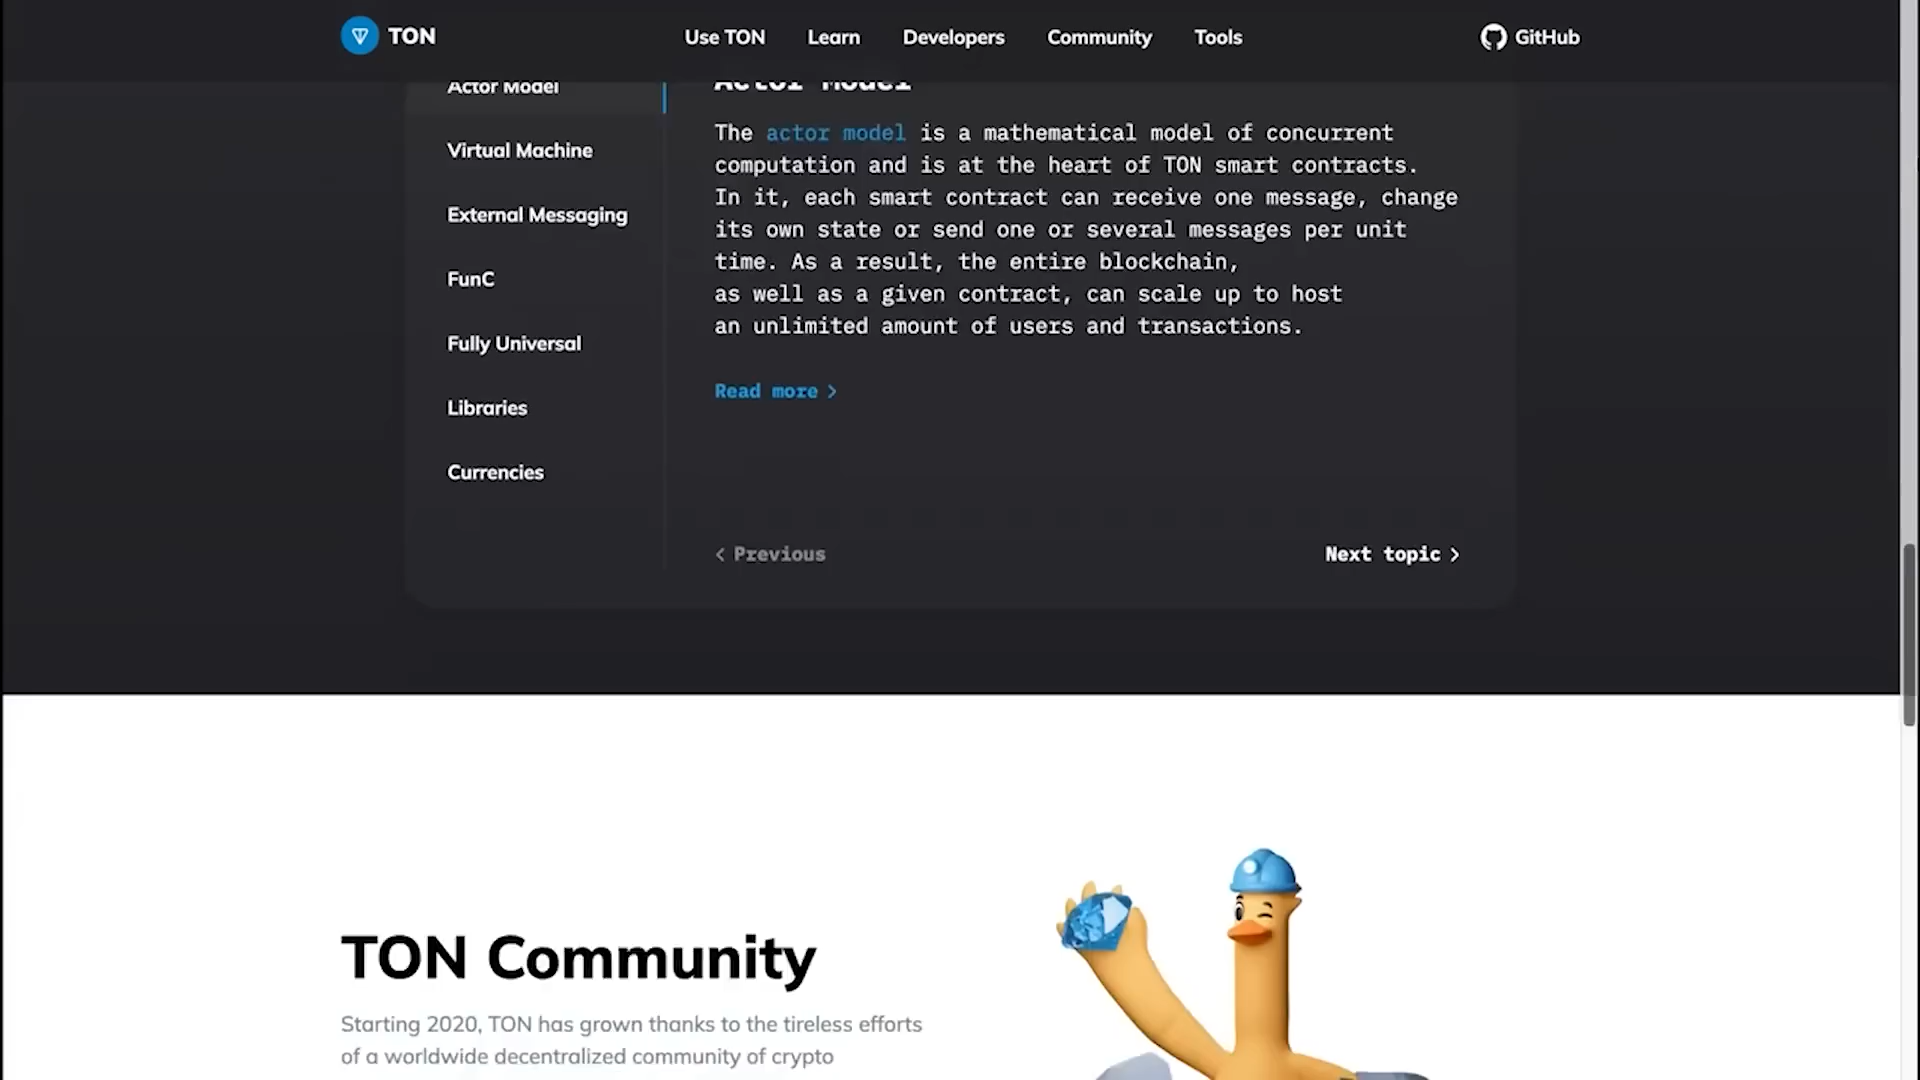 TON
Use TON
Learn
Developers
Community
Tools
GitHub
Actor Model
Virtual Machine
External Messaging
FunC
Fully Universal
Libraries
Currencies
Actor Model
The actor model is a mathematical model of concurrent
computation and is at the heart of TON smart contracts.
In it, each smart contract can receive one message, change
its own state or send one or several messages per unit
time. As a result, the entire blockchain,
as well as a given contract, can scale up to host
an unlimited amount of users and transactions.
Read more
Previous
Next topic
TON Community
Starting 2020, TON has grown thanks to the tireless efforts
of a worldwide decentralized community of crypto